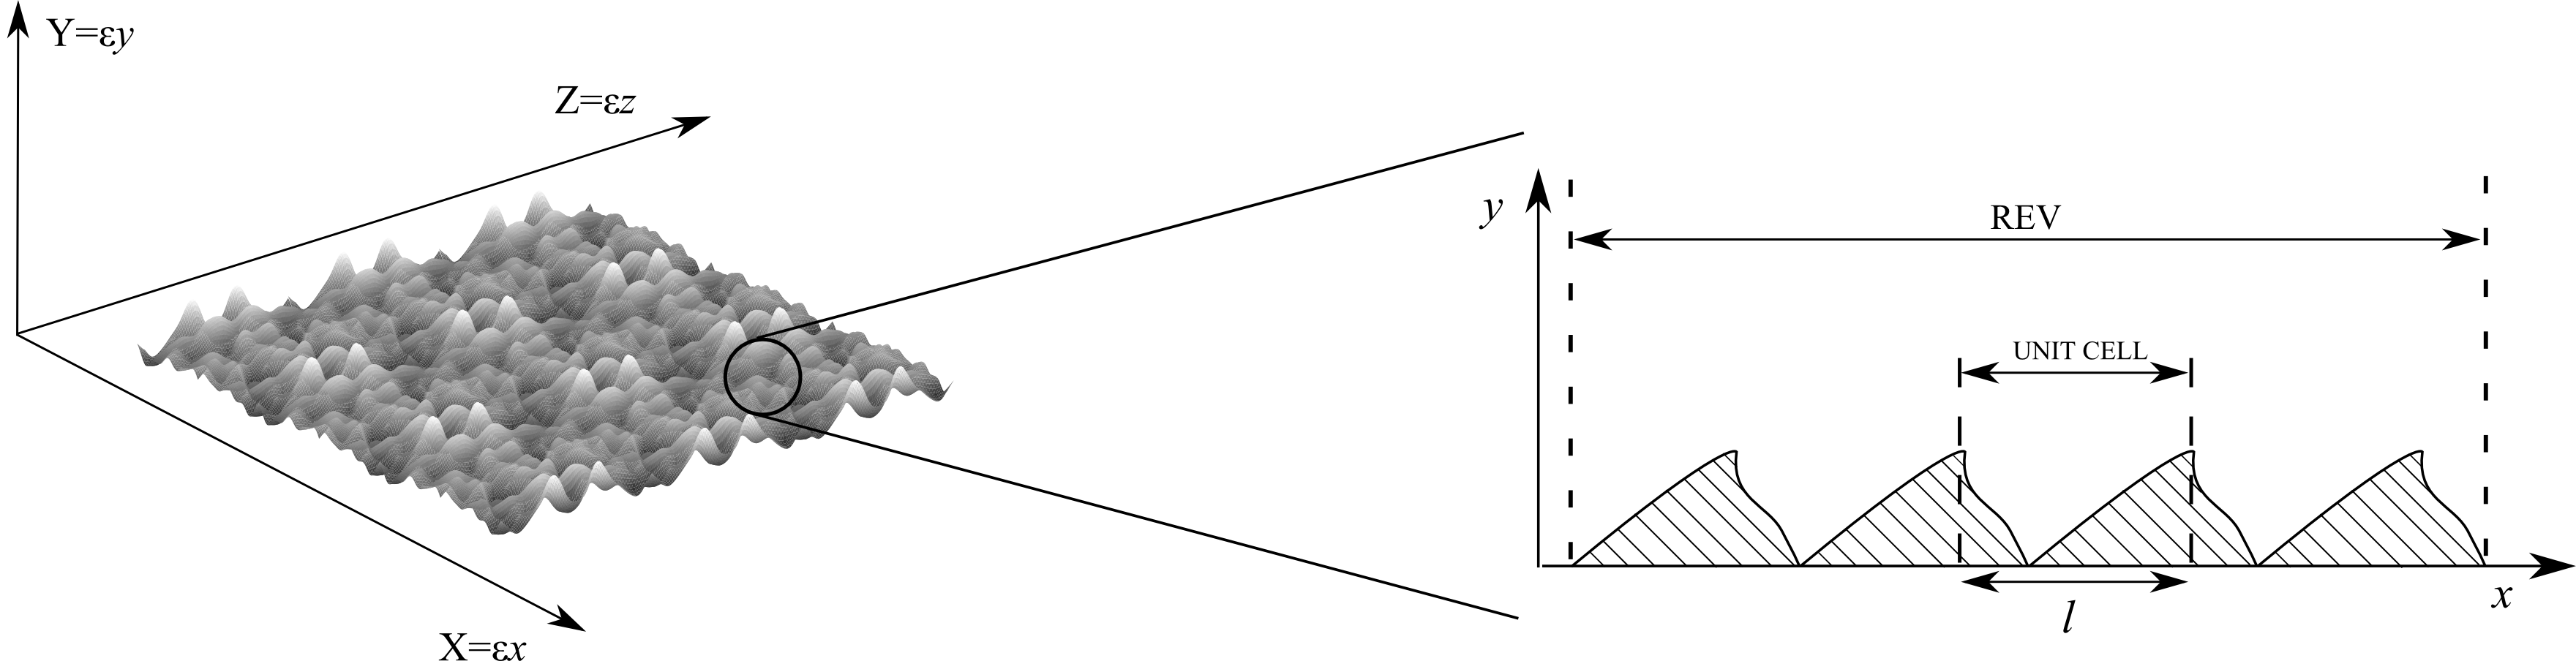 Y=εy
Z=εz
X=εx
y
REV
UNIT CELL
l
x